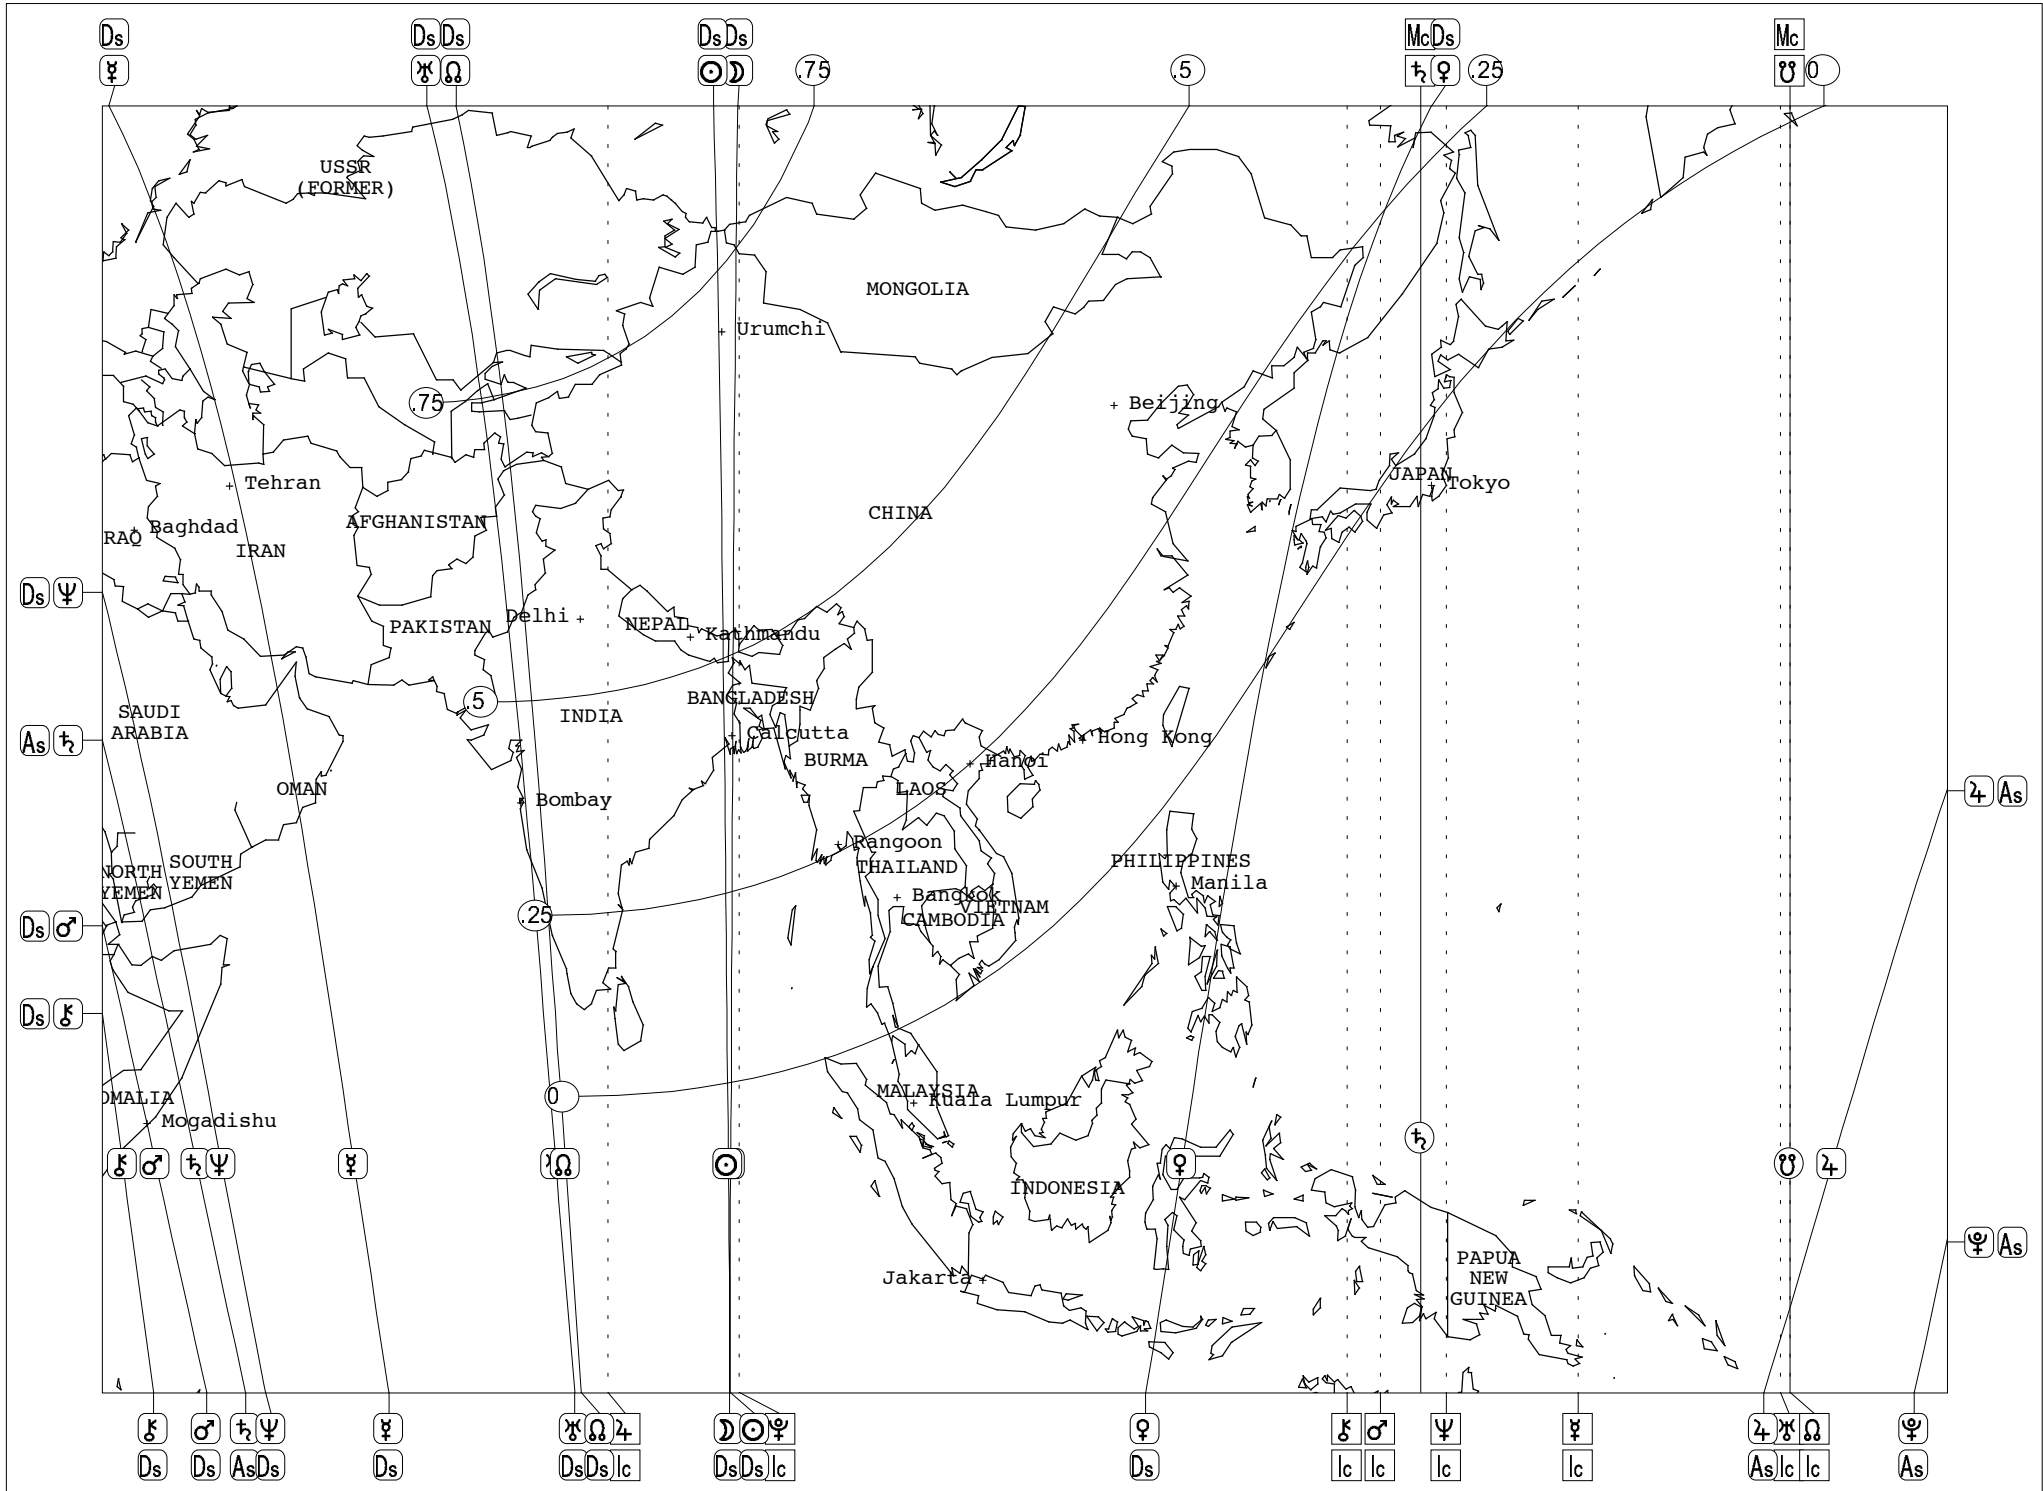 Ds Ds Ds Ds Ds Mc Ds Mc
☿ ♅ ☊ ☉ ☽ .75 .5 ♄ ♀ .25 ☋ 0
USSR
(FORMER)
MONGOLIA
Urumchi
.75
Beijing
Tehran
JAPAN
Tokyo
CHINA
AFGHANISTAN
Baghdad
RAQ
IRAN
Ds ♆
Delhi
PAKISTAN
NEPAL
Kathmandu
BANGLADESH
.5
SAUDI
ARABIA
INDIA
As ♄
Calcutta
Hong Kong
BURMA
Hanoi
OMAN
LAOS
♃ As
Bombay
Rangoon
SOUTH
YEMEN
NORTH
YEMEN
THAILAND
PHILIPPINES
Manila
Bangkok
VIETNAM
CAMBODIA
.25
Ds ♂
Ds ⚷
0
OMALIA
MALAYSIA
Kuala Lumpur
Mogadishu
♄
⚷ ♂ ♄ ♆ ☿ ☊ ☉ ♀ ☋ ♃
INDONESIA
♇ As
PAPUA
NEW
GUINEA
Jakarta
⚷ ♂ ♄ ♆ ☿ ♅ ☊ ♃ ☽ ☉ ♇ ♀ ⚷ ♂ ♆ ☿ ♃ ♅ ☊ ♇
Ds Ds As Ds Ds Ds Ds Ic Ds Ds Ic Ds Ic Ic Ic Ic As Ic Ic As